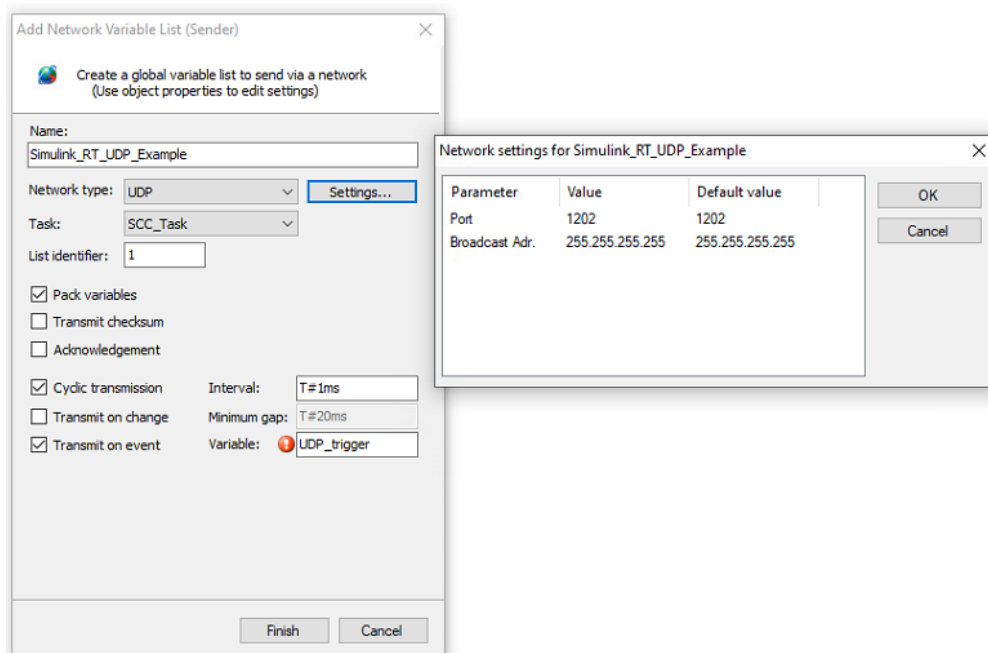 Add Network Variable List (Sender)
Create a global variable list to send via a network
(Use object properties to edit settings)
Name:
Simulink_RT_UDP_Example
Network type: UDP Settings...
Task: SCC_Task
List identifier: 1
Pack variables
Transmit checksum
Acknowledgement
Cyclic transmission Interval: T#1ms
Transmit on change Minimum gap: T#20ms
Transmit on event Variable: UDP_trigger
Finish Cancel
Network settings for Simulink_RT_UDP_Example
Parameter Value Default value
Port 1202 1202
Broadcast Adr. 255.255.255.255 255.255.255.255
OK
Cancel